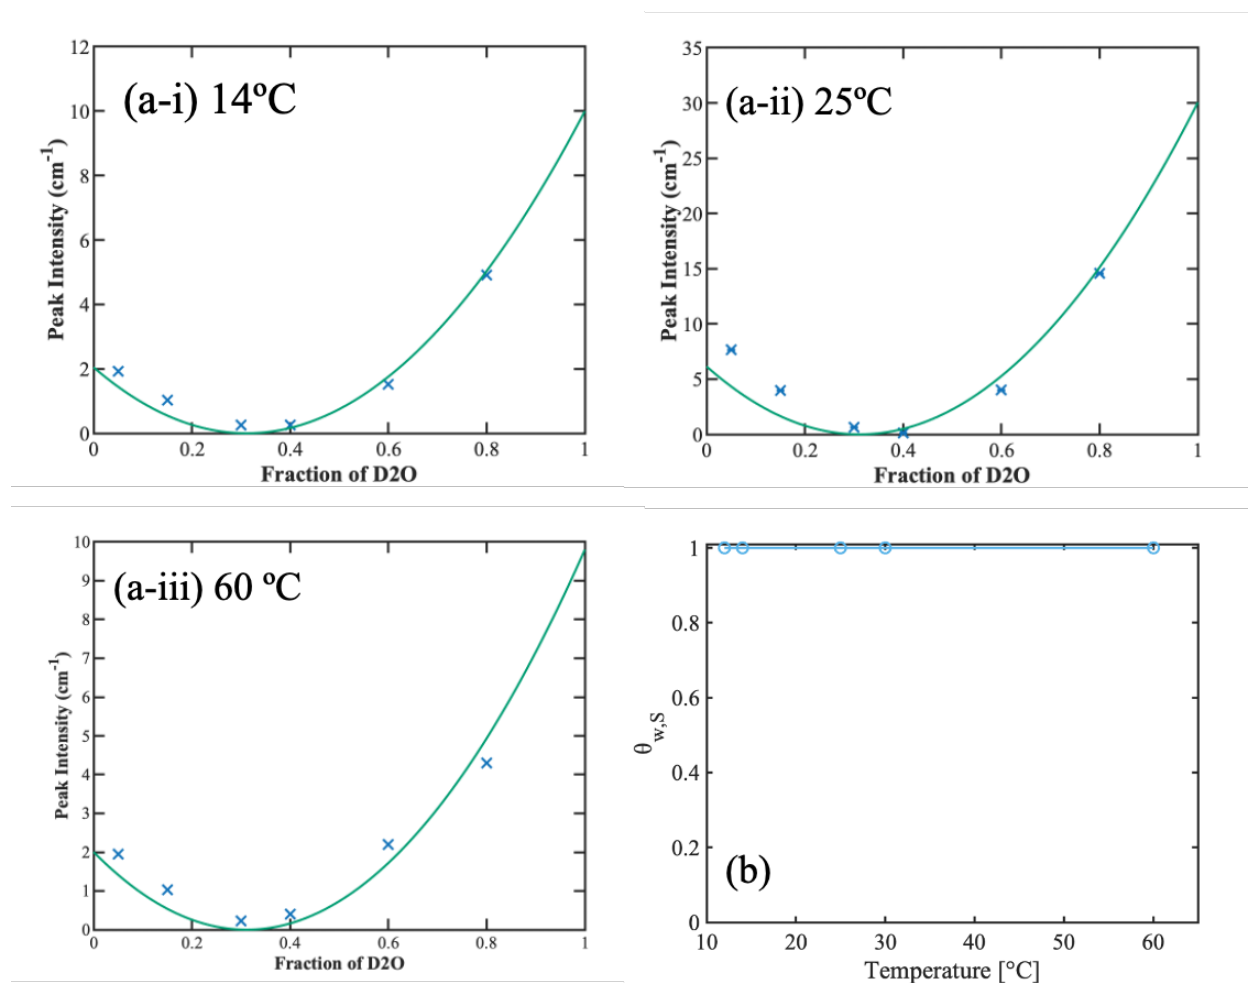 (a-i) 14ºC
12
10
8
6
4
2
0
Peak Intensity (cm-1)
0 0.2 0.4 0.6 0.8 1
Fraction of D2O
(a-ii) 25ºC
35
30
25
20
15
10
5
0
Peak Intensity (cm-1)
0 0.2 0.4 0.6 0.8 1
Fraction of D2O
(a-iii) 60 ºC
10
9
8
7
6
5
4
3
2
1
0
Peak Intensity (cm-1)
0 0.2 0.4 0.6 0.8 1
Fraction of D2O
1
0.8
0.6
0.4
0.2
0
θw,S
(b)
10 20 30 40 50 60
Temperature [°C]